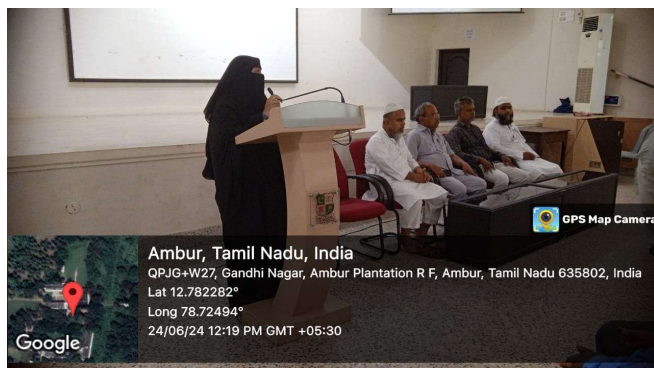 GPS Map Camera
Ambur, Tamil Nadu, India
QPJG+W27, Gandhi Nagar, Ambur Plantation R F, Ambur, Tamil Nadu 635802, India
Lat 12.782282°
Long 78.72494°
24/06/24 12:19 PM GMT +05:30
Google